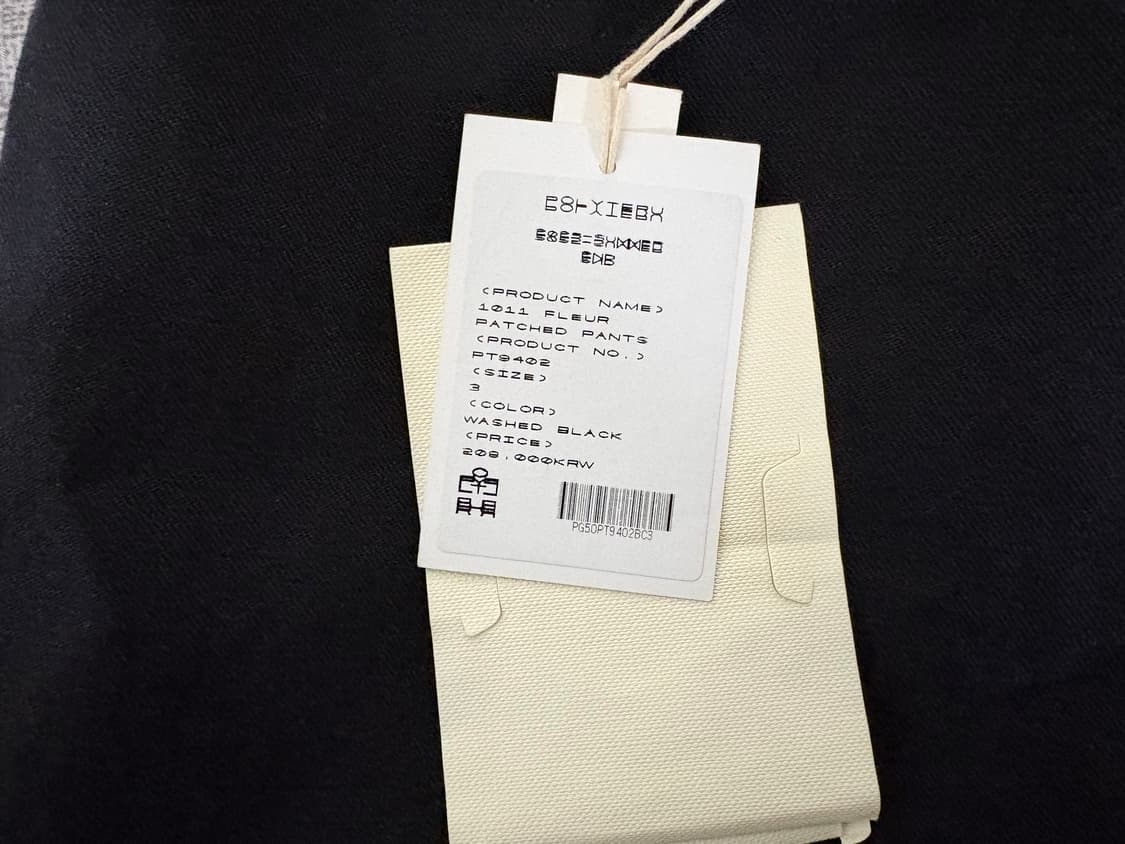 <PRODUCT NAME>
1011 FLEUR
PATCHED PANTS
<PRODUCT NO.>
PT9402
<SIZE>
3
<COLOR>
WASHED BLACK
<PRICE>
209,000KRW
PG50PT9402BC3